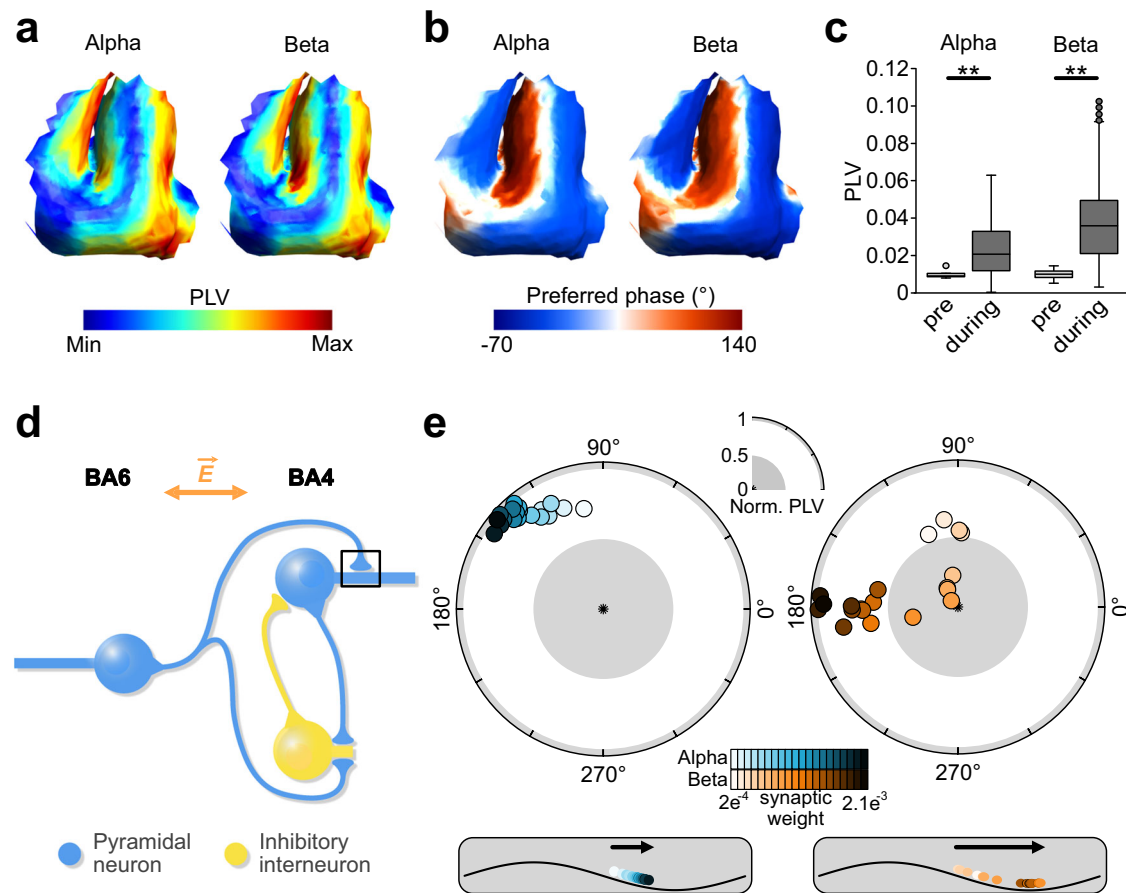 a
Alpha
Beta
PLV
Min
Max
b
Alpha
Beta
Preferred phase (°)
-70
140
c
Alpha
Beta
**
**
0.12
0.10
0.08
0.06
0.04
0.02
0
PLV
pre
during
pre
during
d
BA6
E
BA4
Pyramidal
neuron
Inhibitory
interneuron
e
90°
180°
0°
270°
1
0.5
0
Norm. PLV
90°
180°
0°
270°
Alpha
Beta
2e-4
synaptic
weight
2.1e-3